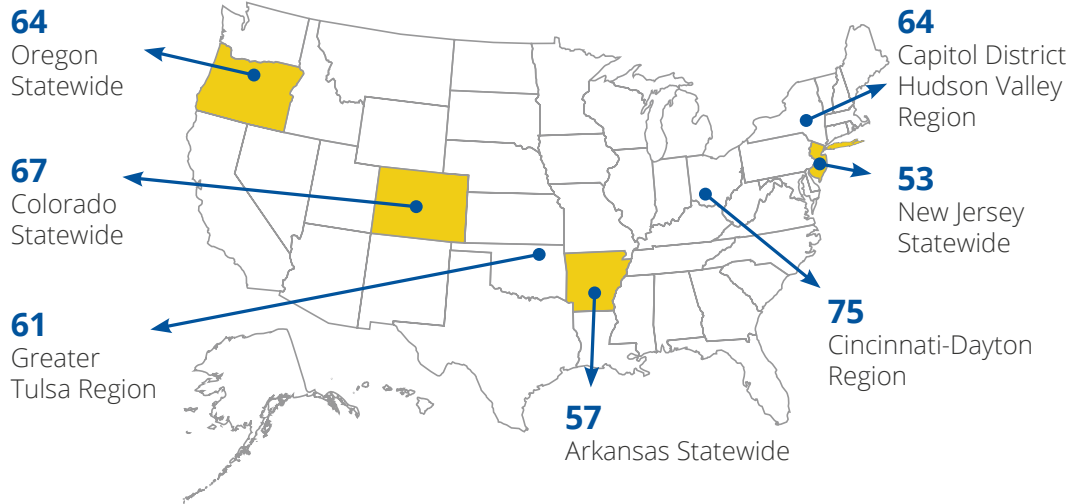 64
Oregon
Statewide
67
Colorado
Statewide
61
Greater
Tulsa Region
57
Arkansas Statewide
64
Capitol District
Hudson Valley
Region
53
New Jersey
Statewide
75
Cincinnati-Dayton
Region